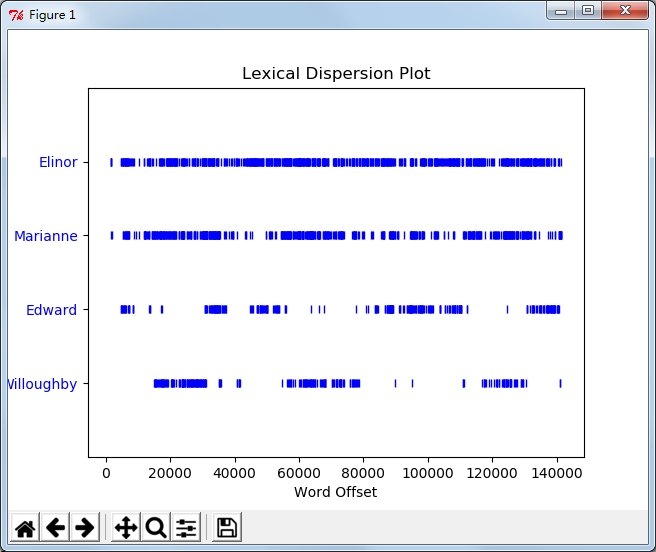 Figure 1
Lexical Dispersion Plot
Elinor
Marianne
Edward
Willoughby
0 20000 40000 60000 80000 100000 120000 140000
Word Offset